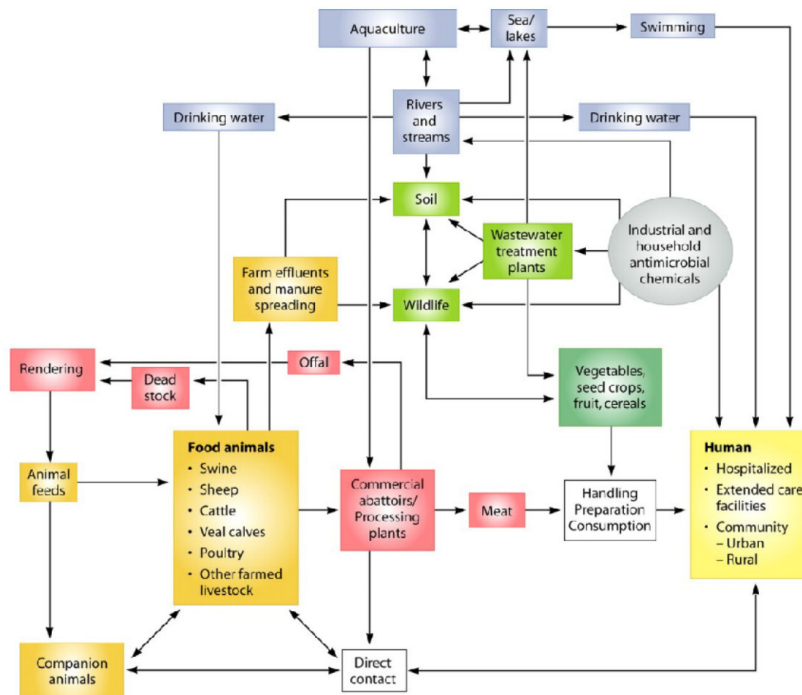 Aquaculture
Sea/
lakes
Swimming
Drinking water
Rivers
and
streams
Drinking water
Soil
Wastewater
treatment
plants
Industrial and
household
antimicrobial
chemicals
Farm effluents
and manure
spreading
Wildlife
Rendering
Dead
stock
Offal
Vegetables,
seed crops,
fruit, cereals
Animal
feeds
Food animals
• Swine
• Sheep
• Cattle
• Veal calves
• Poultry
• Other farmed
livestock
Commercial
abattoirs/
Processing
plants
Meat
Handling
Preparation
Consumption
Human
• Hospitalized
• Extended care
facilities
• Community
– Urban
– Rural
Companion
animals
Direct
contact